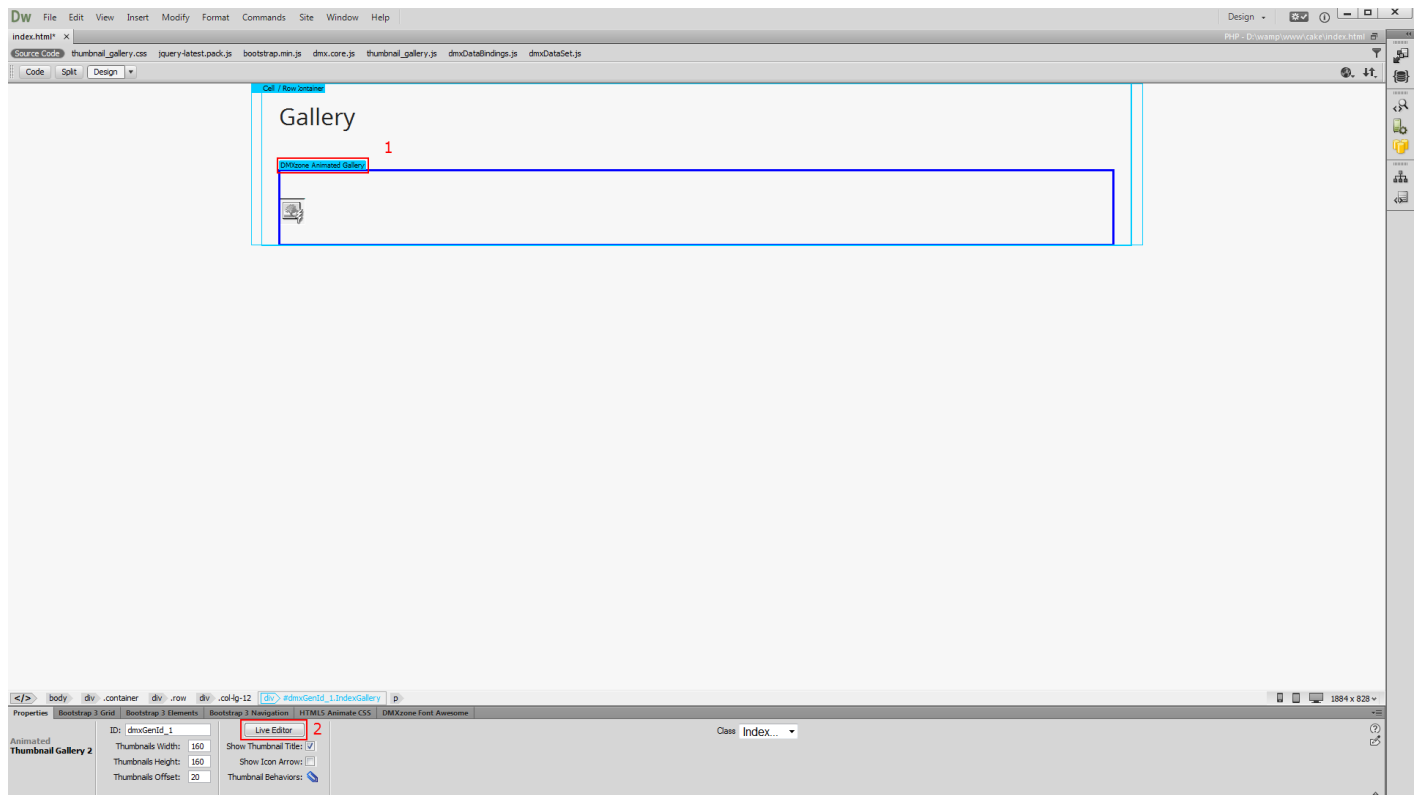 Dw File Edit View Insert Modify Format Commands Site Window Help Design
index.html* × PHP - D:\wamp\www\cake\index.html
Source Code thumbnail_gallery.css jquery-latest.pack.js bootstrap.min.js dmx.core.js thumbnail_gallery.js dmxDataBindings.js dmxDataSet.js
Code Split Design
Cell / Row
Gallery
1
DMXzone Animated Gallery
</> body div .container div .row div .col-lg-12 div #dmxGenId_1.IndexGallery p 1884 x 828
Properties Bootstrap 3 Grid Bootstrap 3 Elements Bootstrap 3 Navigation HTML5 Animate CSS DMXzone Font Awesome
ID: dmxGenId_1 Live Editor 2 Class Index...
Animated
Thumbnail Gallery 2
Thumbnails Width: 160 Show Thumbnail Title:
Thumbnails Height: 160 Show Icon Arrow:
Thumbnails Offset: 20 Thumbnail Behaviors: